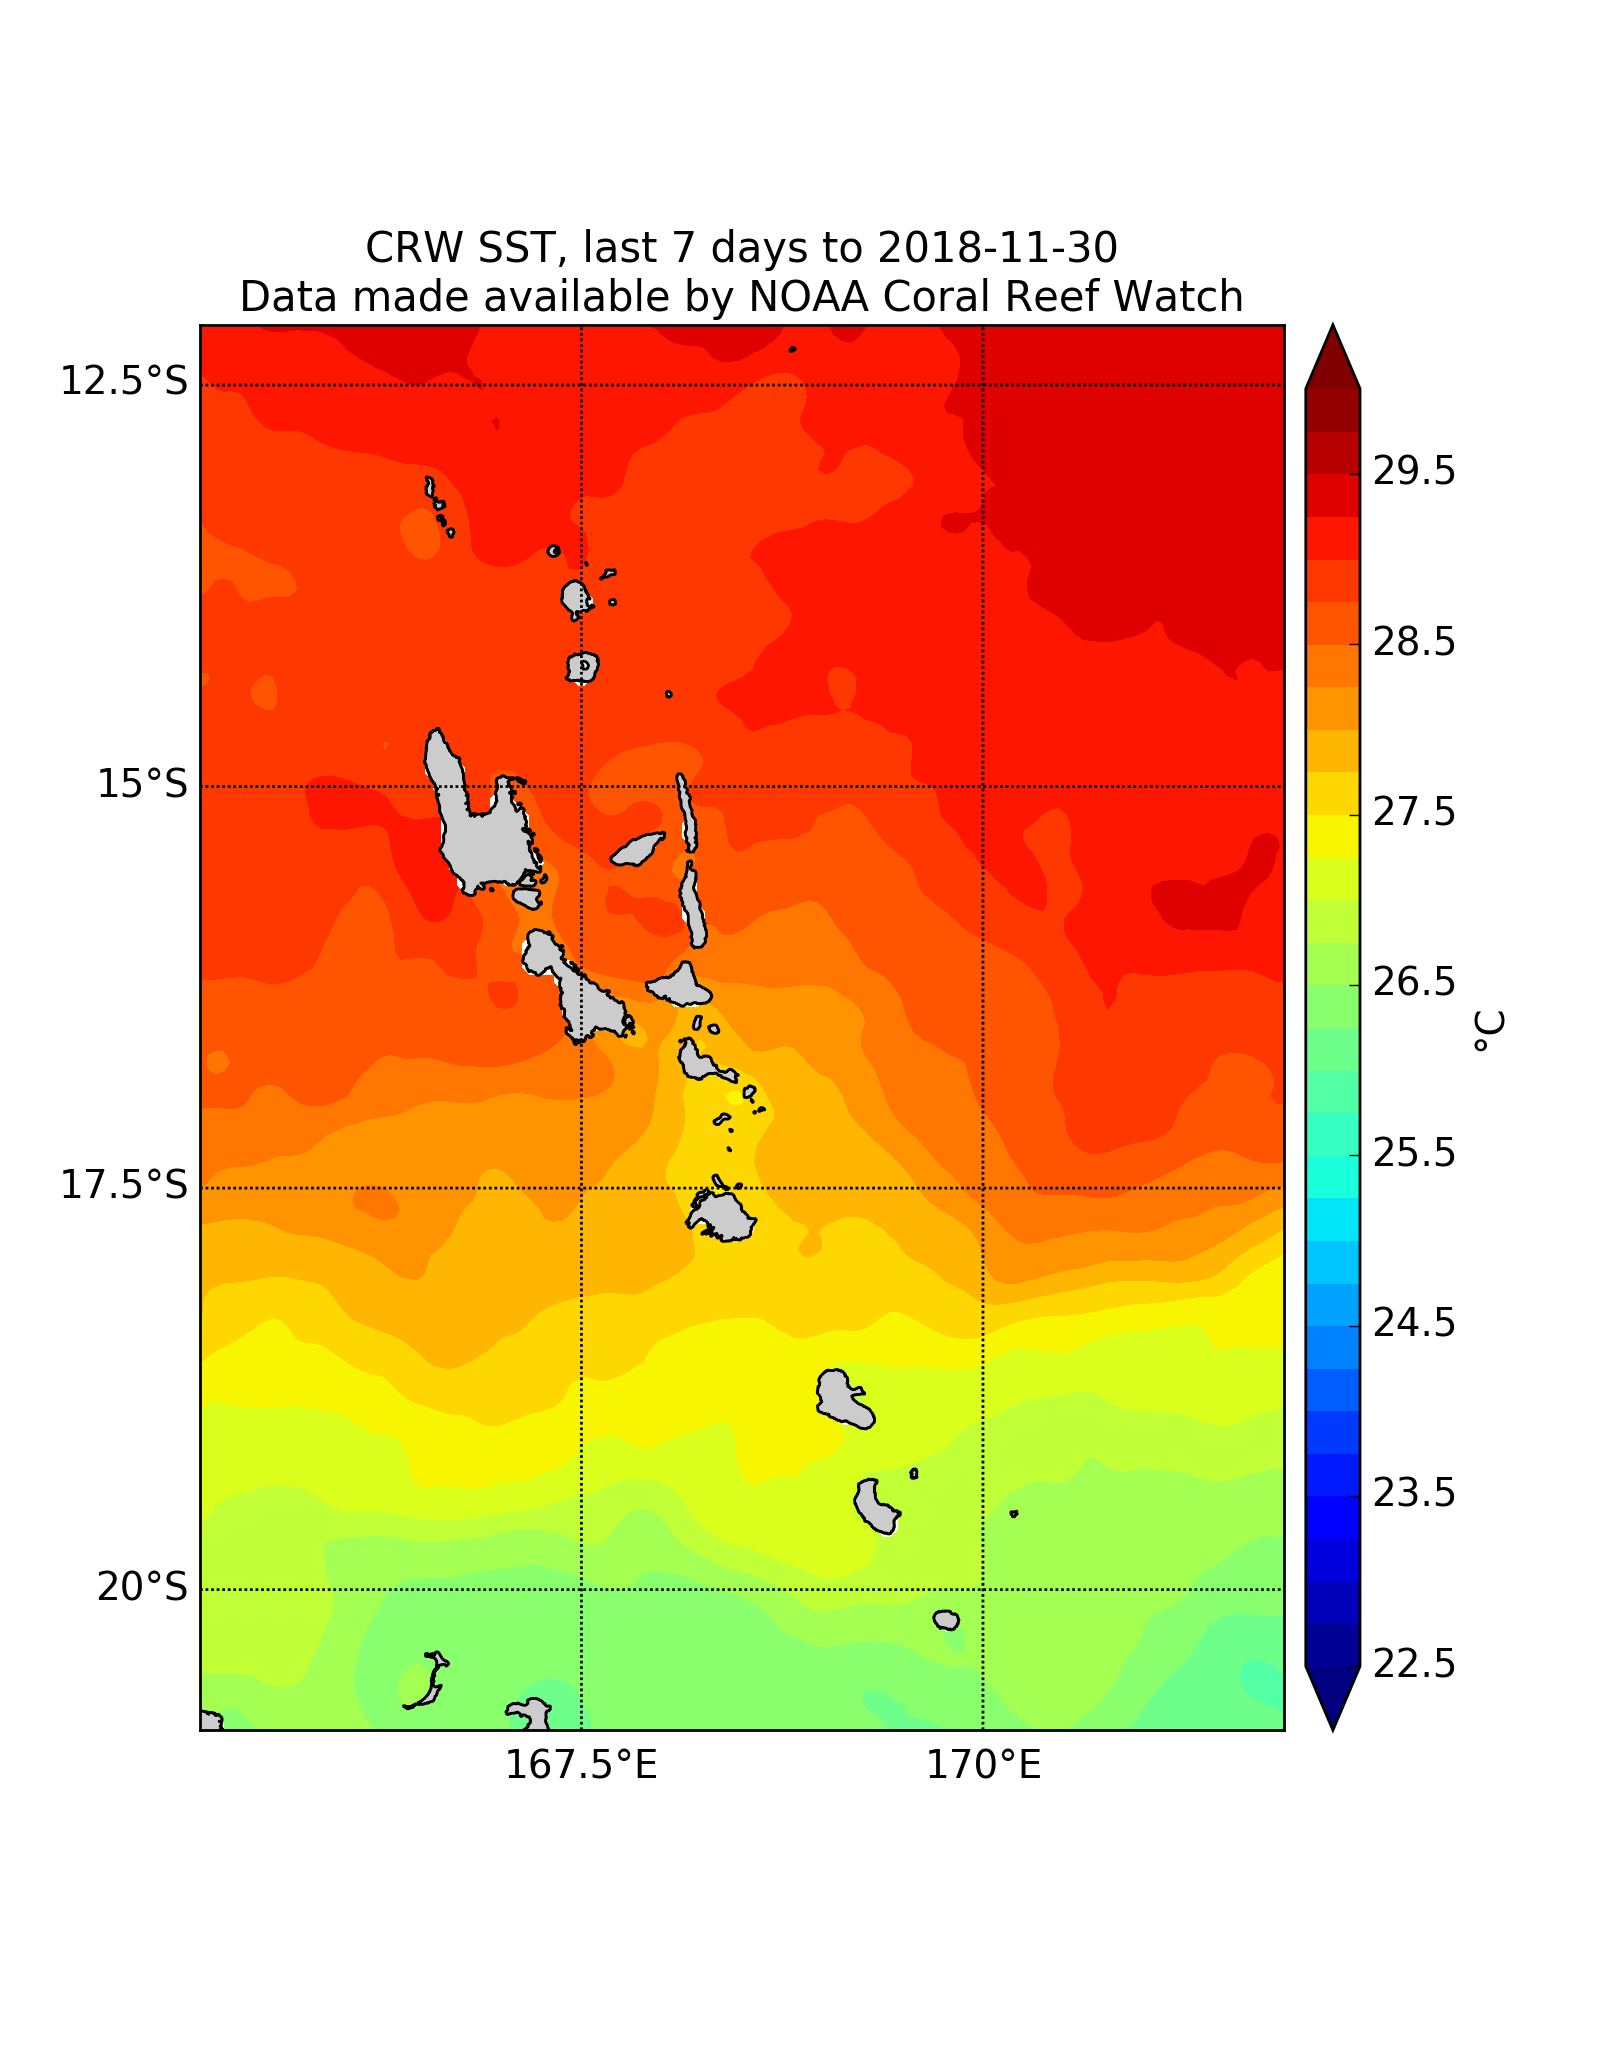 CRW SST, last 7 days to 2018-11-30
Data made available by NOAA Coral Reef Watch
12.5°S
15°S
17.5°S
20°S
167.5°E
170°E
29.5
28.5
27.5
26.5
25.5
24.5
23.5
22.5
°C